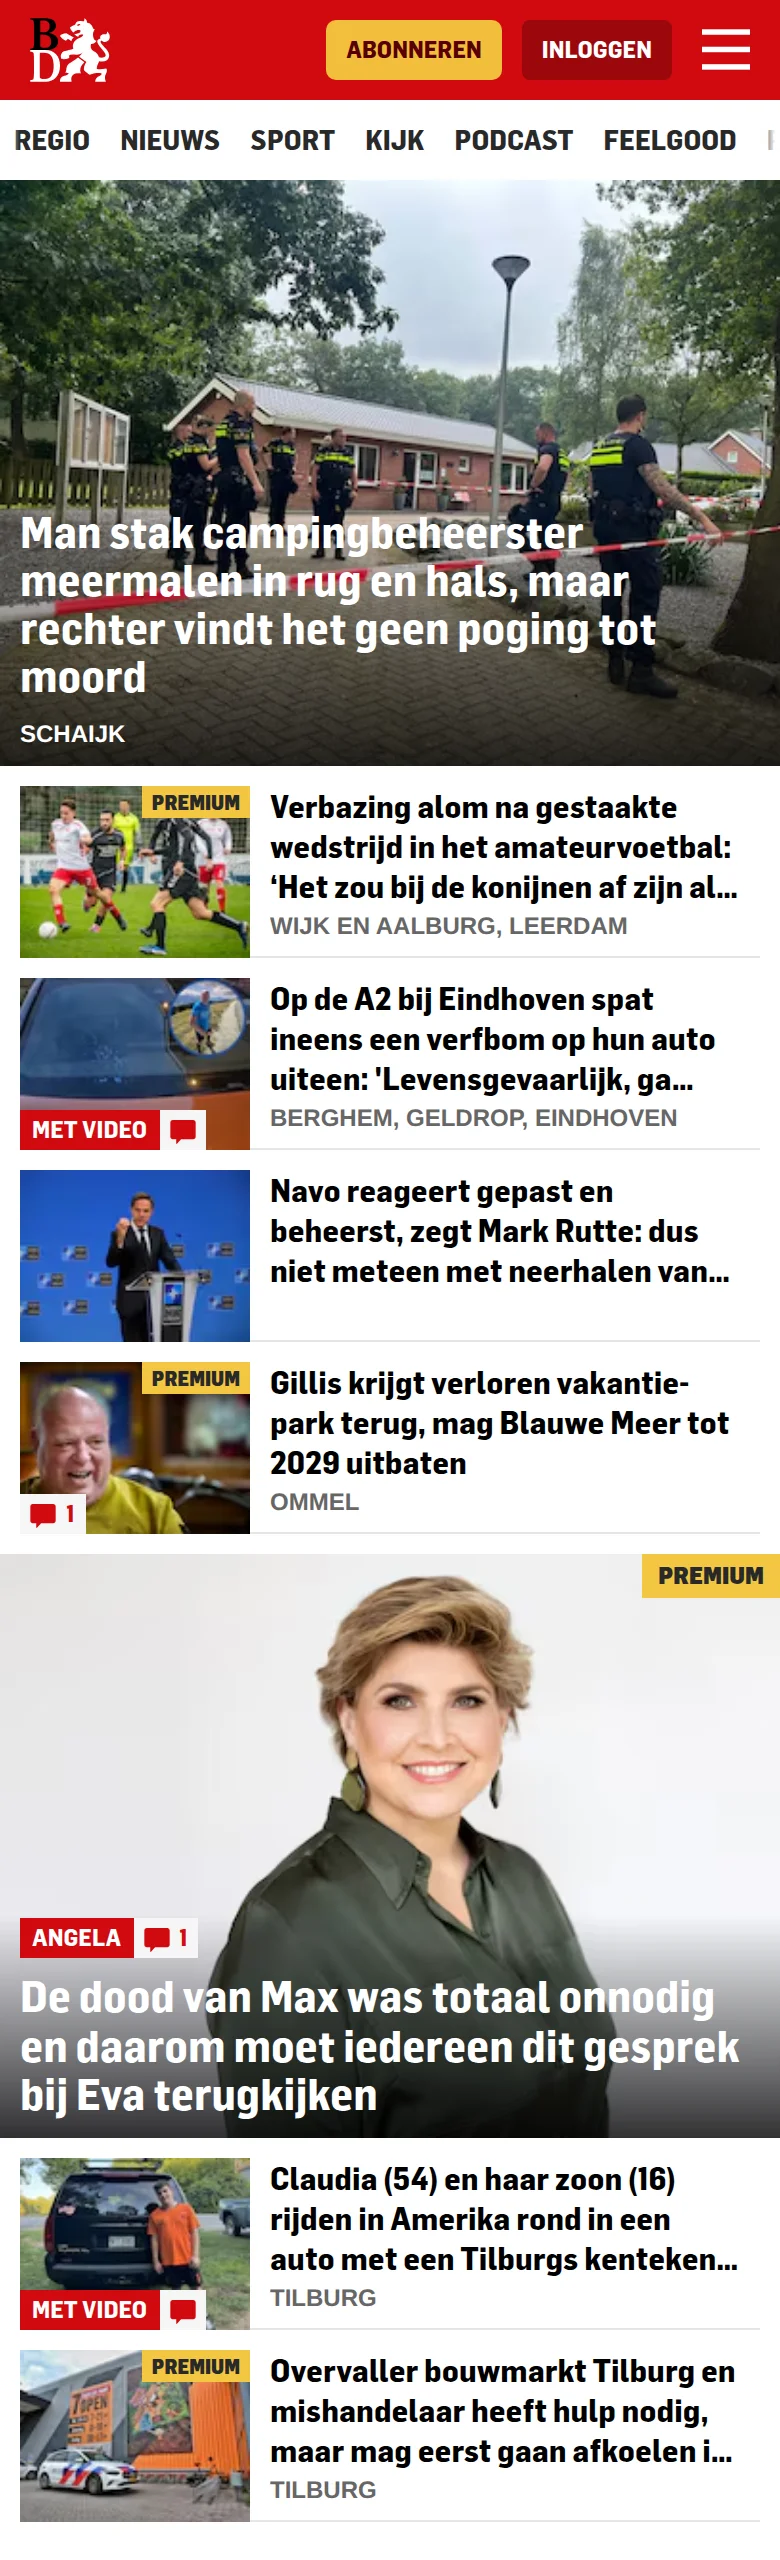 BD
ABONNEREN
INLOGGEN
REGIO NIEUWS SPORT KIJK PODCAST FEELGOOD
Man stak campingbeheerster
meermalen in rug en hals, maar
rechter vindt het geen poging tot
moord
SCHAIJK
PREMIUM
Verbazing alom na gestaakte
wedstrijd in het amateurvoetbal:
‘Het zou bij de konijnen af zijn al...
WIJK EN AALBURG, LEERDAM
Op de A2 bij Eindhoven spat
ineens een verfbom op hun auto
uiteen: 'Levensgevaarlijk, ga...
MET VIDEO
BERGHEM, GELDROP, EINDHOVEN
Navo reageert gepast en
beheerst, zegt Mark Rutte: dus
niet meteen met neerhalen van...
PREMIUM
Gillis krijgt verloren vakantie-
park terug, mag Blauwe Meer tot
2029 uitbaten
1
OMMEL
PREMIUM
ANGELA
1
De dood van Max was totaal onnodig
en daarom moet iedereen dit gesprek
bij Eva terugkijken
Claudia (54) en haar zoon (16)
rijden in Amerika rond in een
auto met een Tilburgs kenteken...
MET VIDEO
TILBURG
PREMIUM
Overvaller bouwmarkt Tilburg en
mishandelaar heeft hulp nodig,
maar mag eerst gaan afkoelen i...
TILBURG